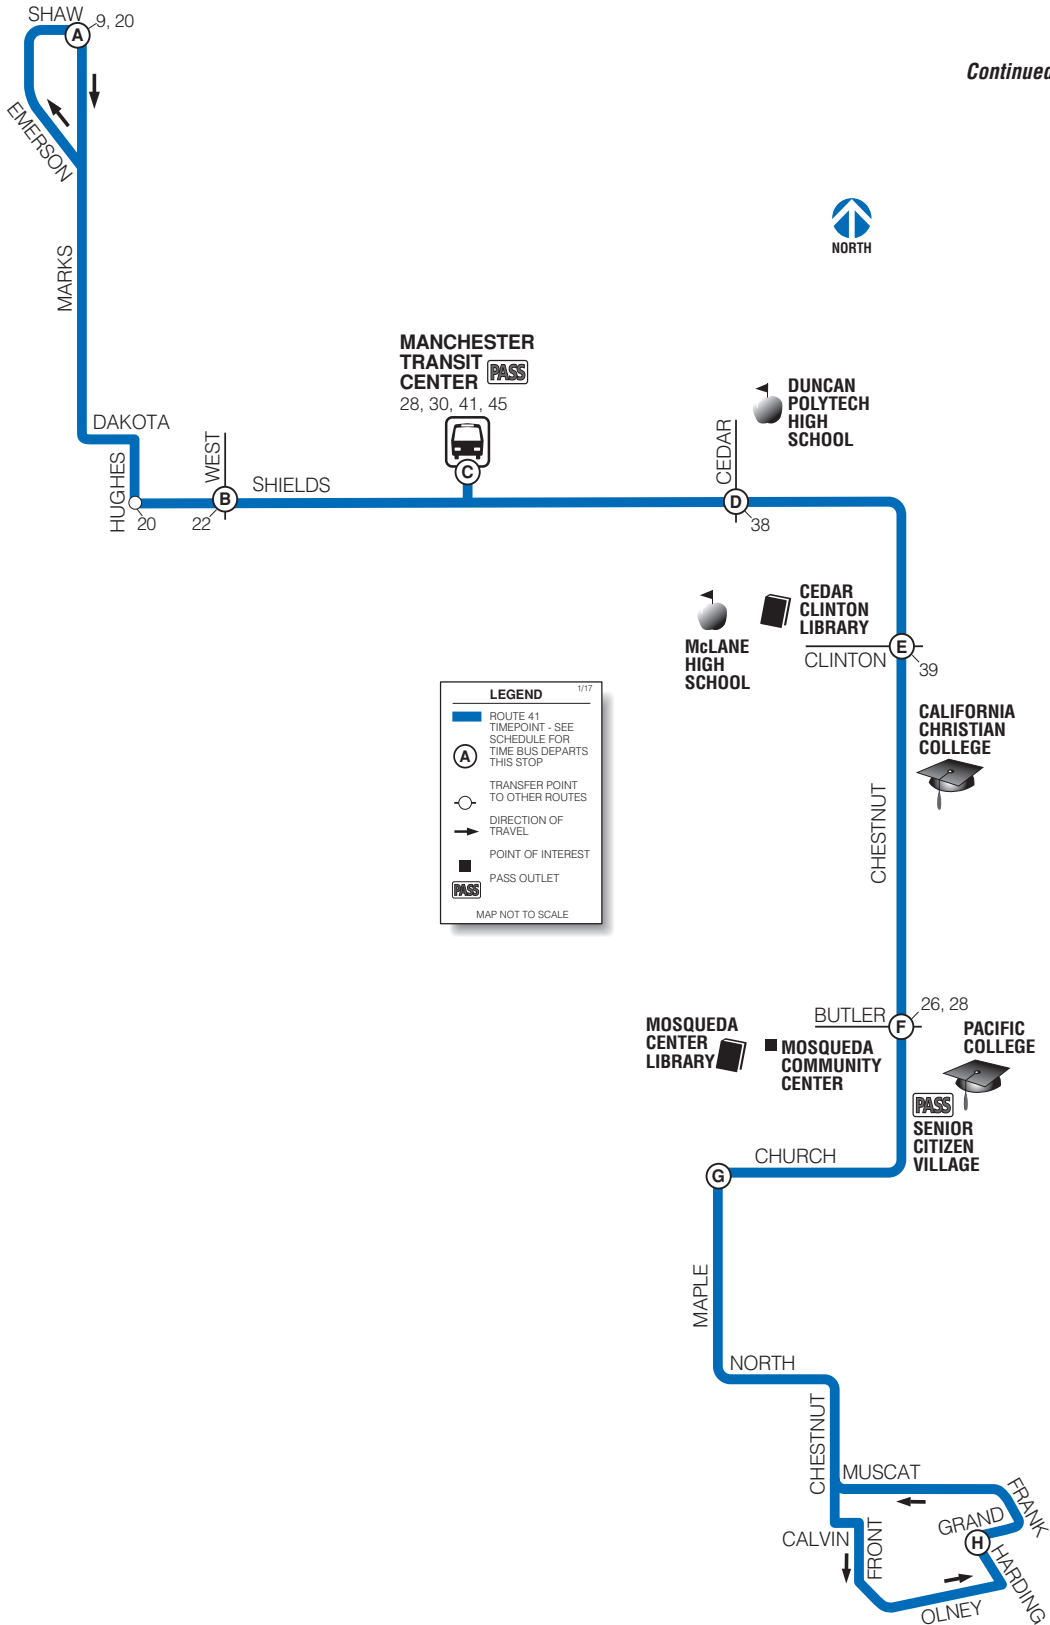 SHAW
A
9, 20
Continued
EMERSON
NORTH
MARKS
MANCHESTER
TRANSIT
CENTER PASS
28, 30, 41, 45
DUNCAN
POLYTECH
HIGH
SCHOOL
DAKOTA
HUGHES
WEST
CEDAR
C
SHIELDS
B
D
20
22
38
CEDAR
CLINTON
LIBRARY
McLANE
HIGH
SCHOOL
CLINTON
E
39
LEGEND
1/17
ROUTE 41
TIMEPOINT - SEE
SCHEDULE FOR
TIME BUS DEPARTS
THIS STOP
A
TRANSFER POINT
TO OTHER ROUTES
DIRECTION OF
TRAVEL
POINT OF INTEREST
PASS OUTLET
PASS
MAP NOT TO SCALE
CALIFORNIA
CHRISTIAN
COLLEGE
CHESTNUT
26, 28
BUTLER
F
MOSQUEDA
CENTER
LIBRARY
MOSQUEDA
COMMUNITY
CENTER
PACIFIC
COLLEGE
PASS
SENIOR
CITIZEN
VILLAGE
CHURCH
G
MAPLE
NORTH
CHESTNUT
MUSCAT
FRANK
GRAND
H
CALVIN
FRONT
HARDING
OLNEY